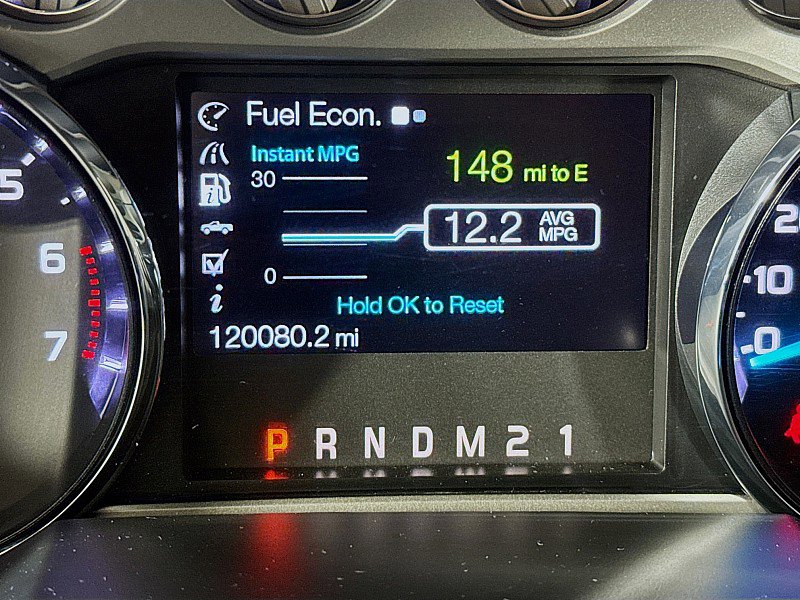 Fuel Econ.
Instant MPG
30
148 mi to E
12.2 AVG MPG
0
Hold OK to Reset
120080.2 mi
P R N D M 2 1
5
6
7
20
10
0